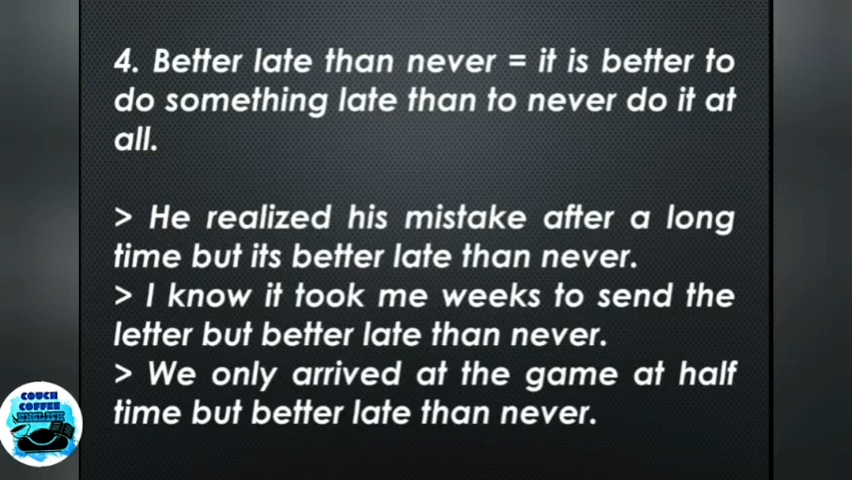 4. Better late than never = it is better to
do something late than to never do it at
all.
> He realized his mistake after a long
time but its better late than never.
> I know it took me weeks to send the
letter but better late than never.
> We only arrived at the game at half
time but better late than never.
COUCH
COFFEE